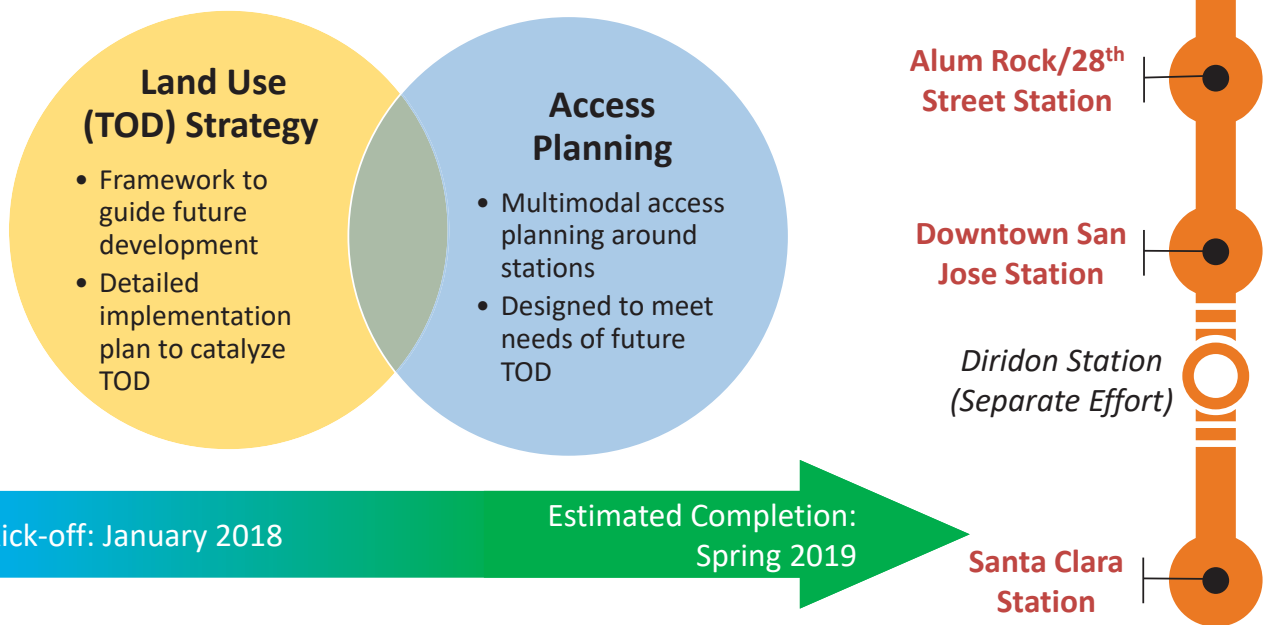 Land Use
(TOD) Strategy
• Framework to
guide future
development
• Detailed
implementation
plan to catalyze
TOD
Access
Planning
• Multimodal access
planning around
stations
• Designed to meet
needs of future
TOD
ick-off: January 2018
Estimated Completion:
Spring 2019
Alum Rock/28th
Street Station
Downtown San
Jose Station
Diridon Station
(Separate Effort)
Santa Clara
Station